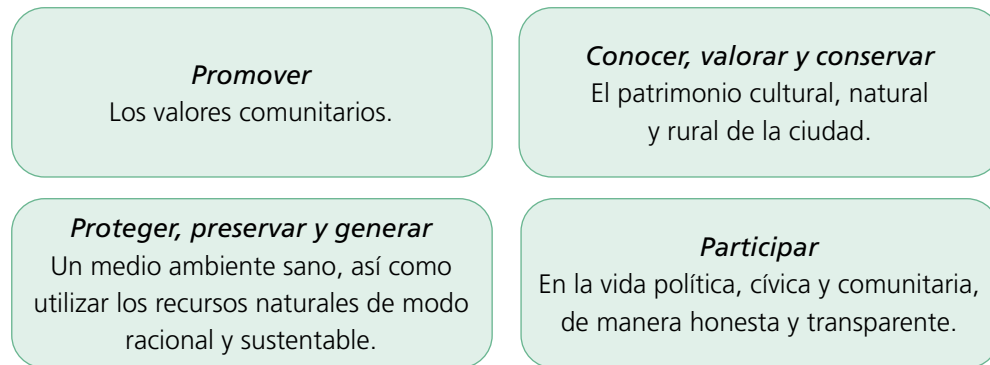 Promover
Los valores comunitarios.
Conocer, valorar y conservar
El patrimonio cultural, natural
y rural de la ciudad.
Proteger, preservar y generar
Un medio ambiente sano, así como
utilizar los recursos naturales de modo
racional y sustentable.
Participar
En la vida política, cívica y comunitaria,
de manera honesta y transparente.